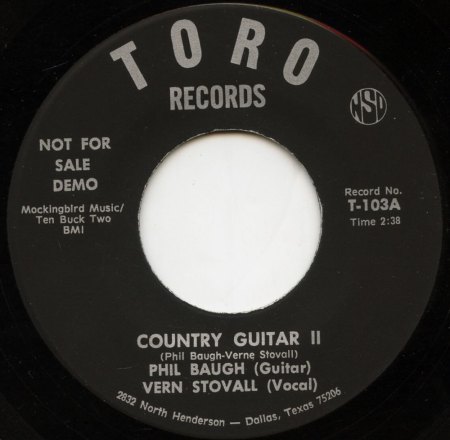 TORO
RECORDS
NSD
NOT FOR
SALE
DEMO
Mockingbird Music/
Ten Buck Two
BMI
Record No.
T-103A
Time 2:38
COUNTRY GUITAR II
(Phil Baugh-Verne Stovall)
PHIL BAUGH (Guitar)
VERN STOVALL (Vocal)
2832 North Henderson - Dallas, Texas 75206